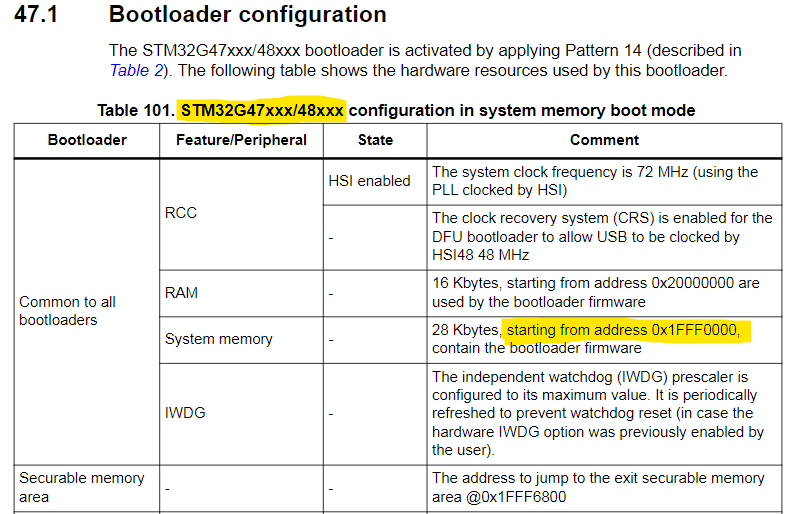 47.1 Bootloader configuration
The STM32G47xxx/48xxx bootloader is activated by applying Pattern 14 (described in
Table 2). The following table shows the hardware resources used by this bootloader.
Table 101. STM32G47xxx/48xxx configuration in system memory boot mode
Bootloader Feature/Peripheral State Comment
Common to all
bootloaders
RCC
HSI enabled
The system clock frequency is 72 MHz (using the
PLL clocked by HSI)
-
The clock recovery system (CRS) is enabled for the
DFU bootloader to allow USB to be clocked by
HSI48 48 MHz
RAM
-
16 Kbytes, starting from address 0x20000000 are
used by the bootloader firmware
System memory
-
28 Kbytes, starting from address 0x1FFF0000,
contain the bootloader firmware
IWDG
-
The independent watchdog (IWDG) prescaler is
configured to its maximum value. It is periodically
refreshed to prevent watchdog reset (in case the
hardware IWDG option was previously enabled by
the user).
Securable memory
area
-
-
The address to jump to the exit securable memory
area @0x1FFF6800